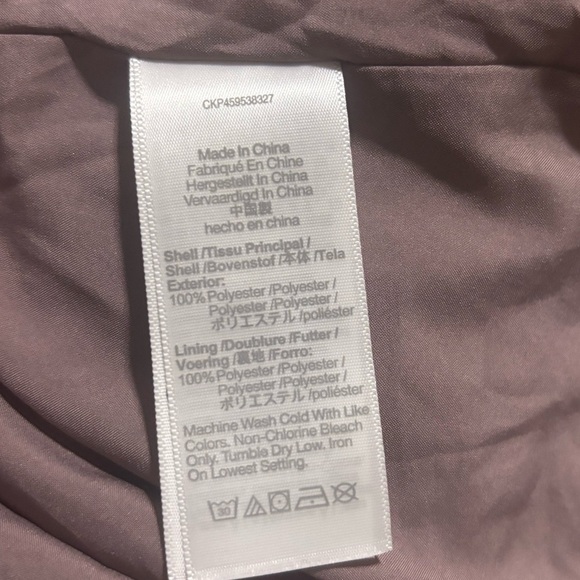 CKP459538327
Made In China
Fabriqué En Chine
Hergestellt In China
Vervaardigd In China
中国製
hecho en china
Shell /Tissu Principal /
Shell /Bovenstof /本体 /Tela
Exterior:
100% Polyester /Polyester /
Polyester /Polyester /
ポリエステル /poliéster
Lining /Doublure /Futter /
Voering /裏地 /Forro:
100% Polyester /Polyester /
Polyester /Polyester /
ポリエステル /poliéster
Machine Wash Cold With Like
Colors. Non-Chlorine Bleach
Only. Tumble Dry Low. Iron
On Lowest Setting.
30